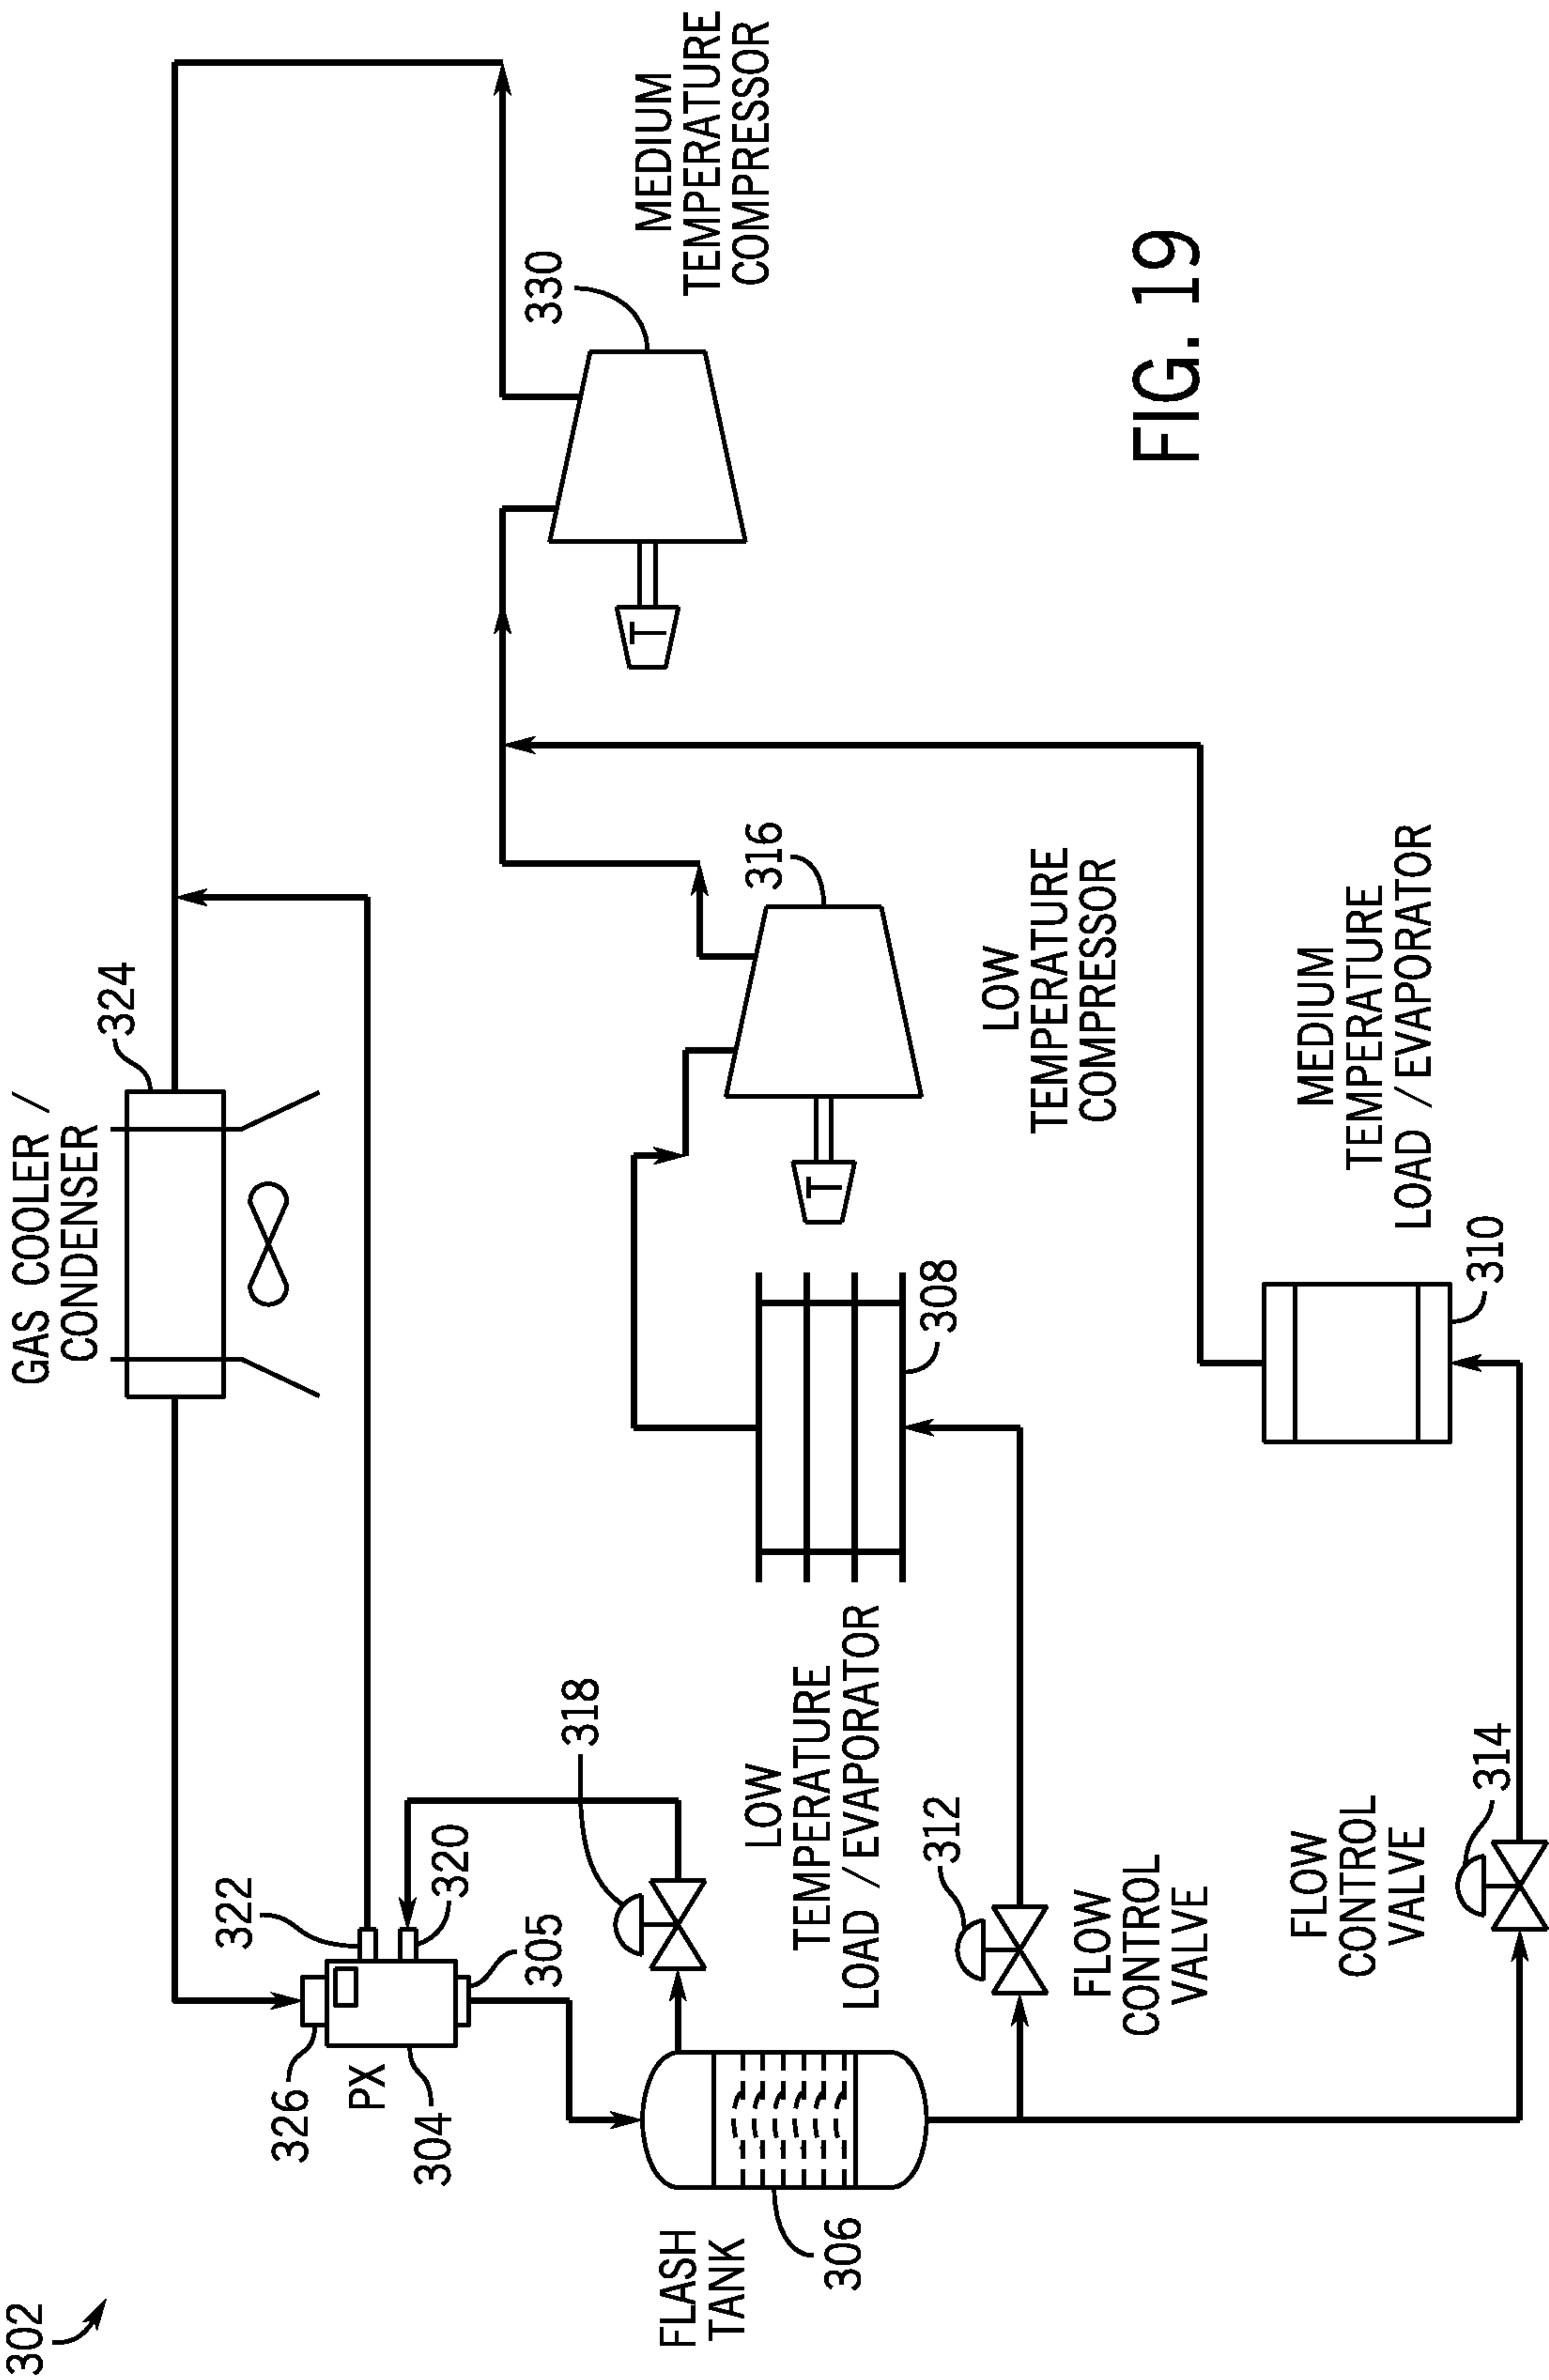 302
GAS COOLER /
CONDENSER
324
326
322
PX
304
320
305
318
330
MEDIUM
TEMPERATURE
COMPRESSOR
T
316
T
LOW
TEMPERATURE
COMPRESSOR
FLASH
TANK
306
LOW
TEMPERATURE
LOAD / EVAPORATOR
308
312
FLOW
CONTROL
VALVE
MEDIUM
TEMPERATURE
LOAD / EVAPORATOR
310
FLOW
CONTROL
VALVE
314
FIG. 19